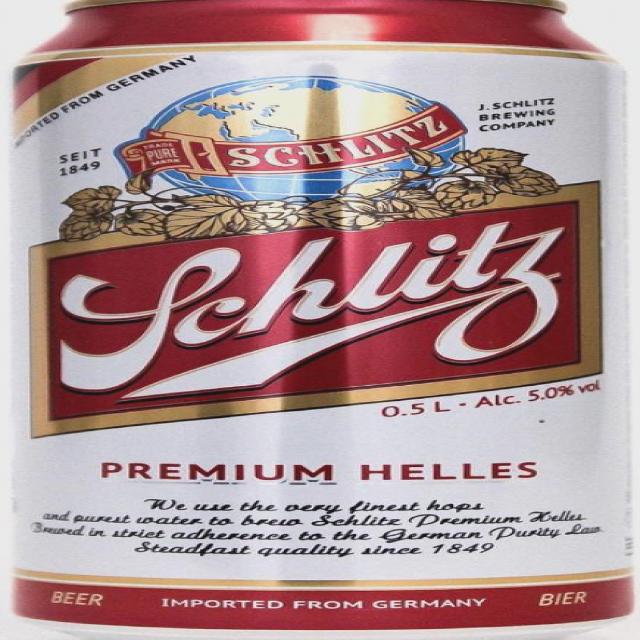 IMPORTED FROM GERMANY
SEIT
1849
TRADE
PURE
MARK
SCHLITZ
J. SCHLITZ
BREWING
COMPANY
Schlitz
0.5 L · Alc. 5.0% vol
PREMIUM HELLES
We use the very finest hops
and purest water to brew Schlitz Premium Helles
Brewed in strict adherence to the German Purity Law
Steadfast quality since 1849
BEER
IMPORTED FROM GERMANY
BIER